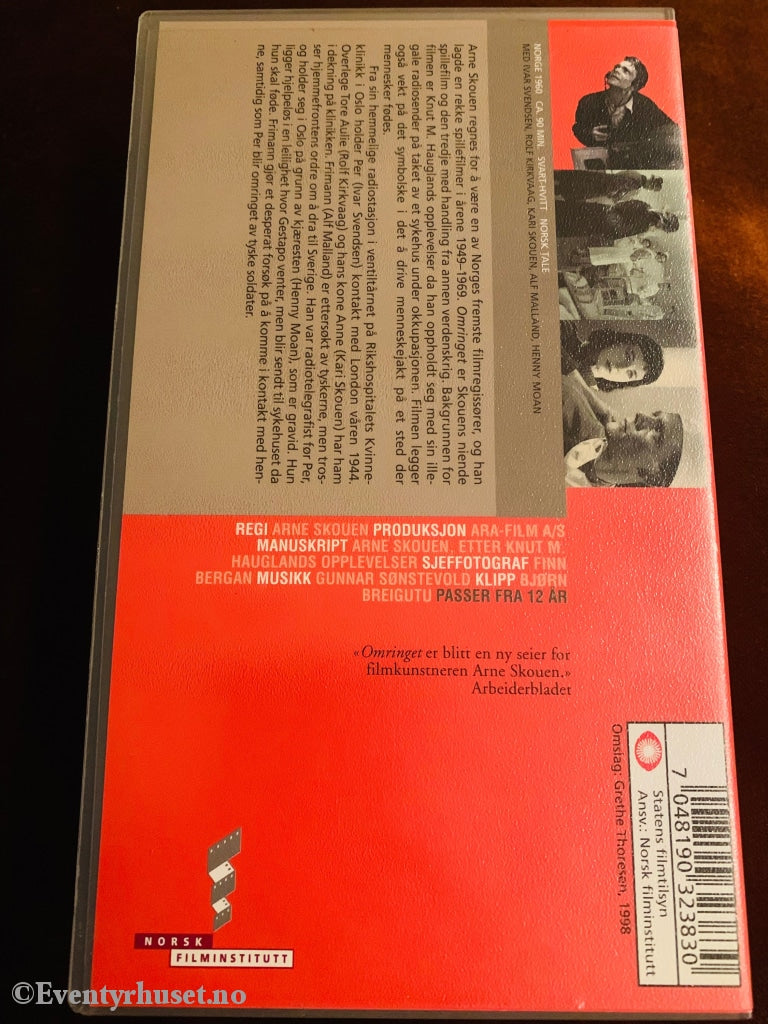 NORGE 1960 CA. 90 MIN. SVART-HVITT NORSK TALE
MED IVAR SVENDSEN, ROLF KIRKVAAG, KARI SKOUEN, ALF MALLAND, HENNY MOAN
Arne Skouen regnes for å være en av Norges fremste filmregissører, og han
lagde en rekke spillefilmer i årene 1949–1969. Omringet er Skouens niende
spillefilm og den tredje med handling fra annen verdenskrig. Bakgrunnen for
filmen er Knut M. Hauglands opplevelser da han oppholdt seg med sin ille-
gale radiosender på taket av et sykehus under okkupasjonen. Filmen legger
også vekt på det symbolske i det å drive menneskejakt på et sted der
mennesker fødes.
Fra sin hemmelige radiostasjon i ventiltårnet på Rikshospitalets Kvinne-
klinikk i Oslo holder Per (Ivar Svendsen) kontakt med London våren 1944.
Overlege Tore Aulie (Rolf Kirkvaag) og hans kone Anne (Kari Skouen) har ham
i dekning på klinikken. Frimann (Alf Malland) er ettersøkt av tyskerne, men tros-
ser hjemmefrontens ordre om å dra til Sverige. Han var radiotelegrafist før Per,
og holder seg i Oslo på grunn av kjæresten (Henny Moan), som er gravid. Hun
ligger hjelpeløs i en leilighet hvor Gestapo venter, men blir sendt til sykehuset da
hun skal føde. Frimann gjør et desperat forsøk på å komme i kontakt med hen-
ne, samtidig som Per blir omringet av tyske soldater.
REGI ARNE SKOUEN PRODUKSJON ARA-FILM A/S
MANUSKRIPT ARNE SKOUEN, ETTER KNUT M.
HAUGLANDS OPPLEVELSER SJEFFOTOGRAF FINN
BERGAN MUSIKK GUNNAR SØNSTEVOLD KLIPP BJØRN
BREIGUTU PASSER FRA 12 ÅR
«Omringet er blitt en ny seier for
filmkunstneren Arne Skouen.»
Arbeiderbladet
7 048190 323830
Statens filmtilsyn
Ansv.: Norsk filminstitutt
Omslag: Grethe Thoresen, 1998
NORSK
FILMINSTITUTT
©Eventyrhuset.no